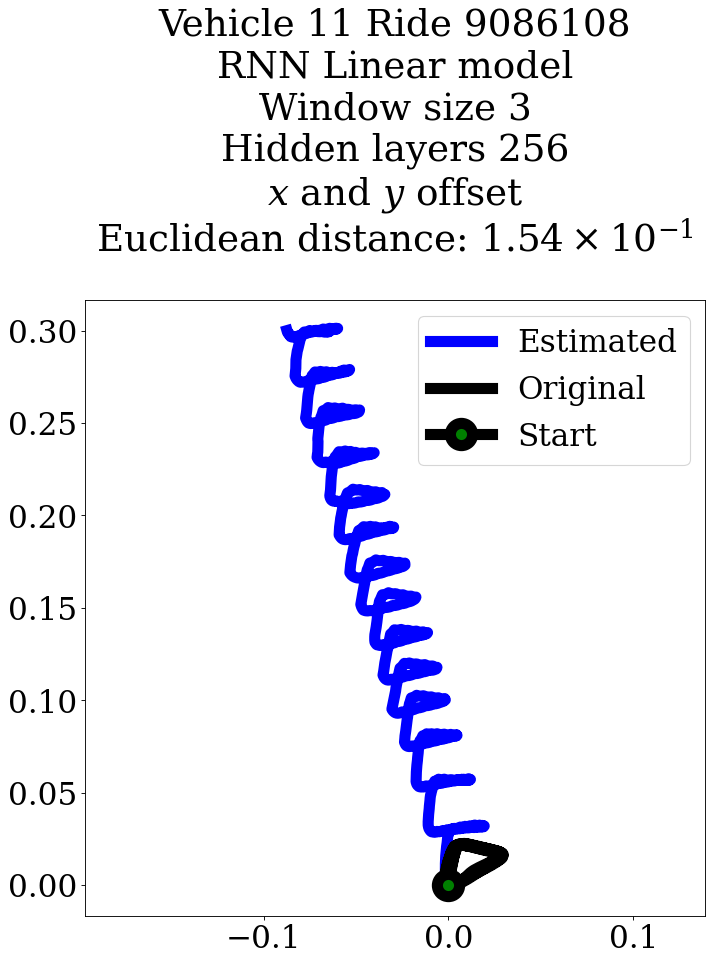 Vehicle 11 Ride 9086108
RNN Linear model
Window size 3
Hidden layers 256
x and y offset
Euclidean distance: 1.54 × 10⁻¹
Estimated
Original
Start
0.30
0.25
0.20
0.15
0.10
0.05
0.00
−0.1 0.0 0.1